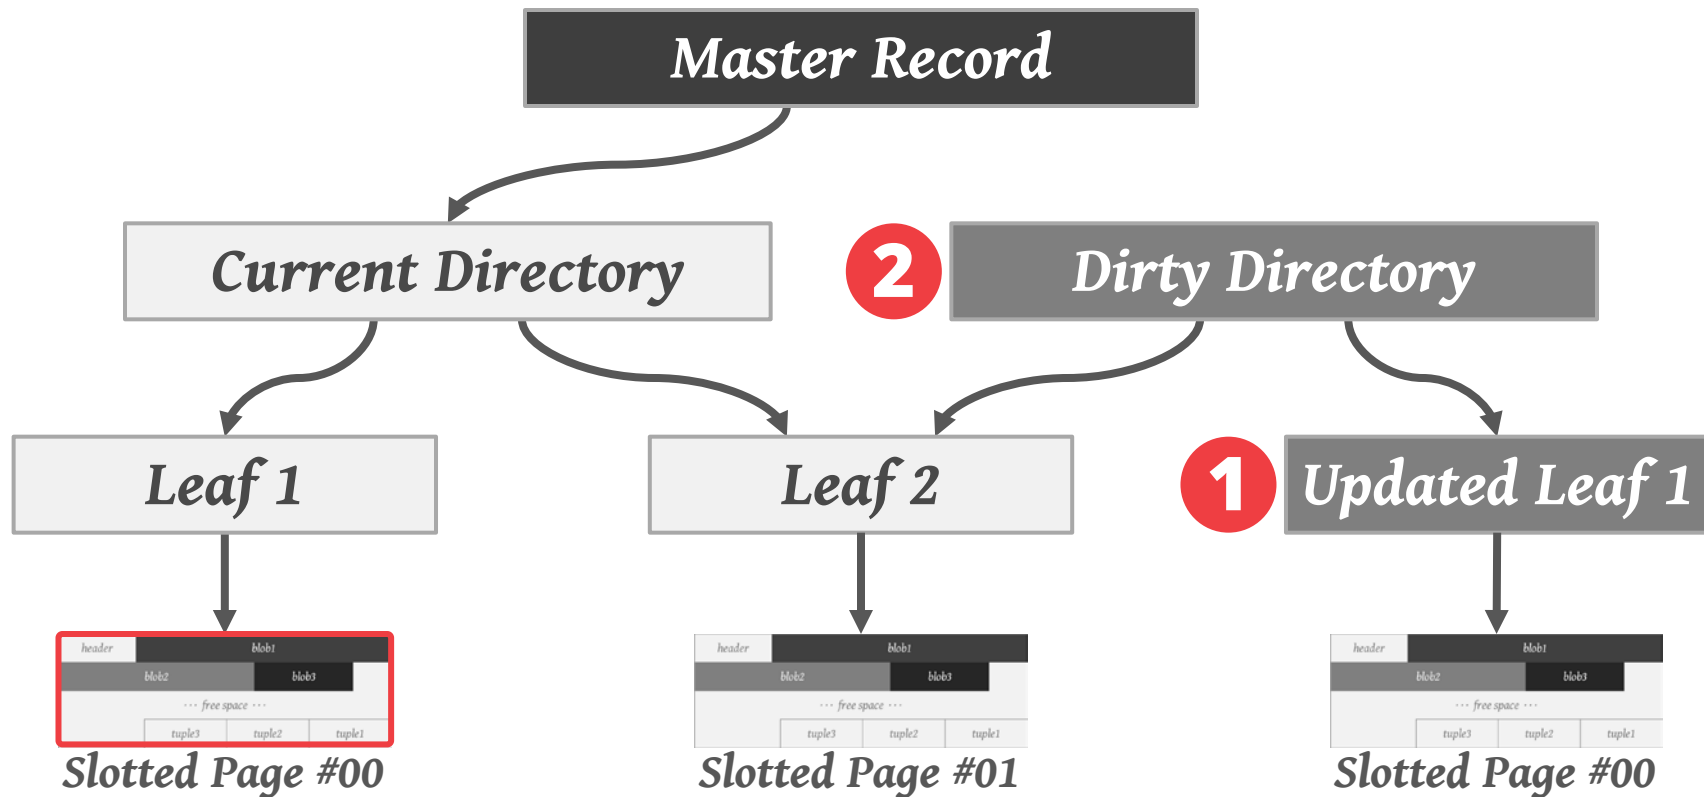 Master Record
Current Directory
2
Dirty Directory
Leaf 1
Leaf 2
1
Updated Leaf 1
header
blob1
blob2
blob3
··· free space ···
tuple3
tuple2
tuple1
Slotted Page #00
header
blob1
blob2
blob3
··· free space ···
tuple3
tuple2
tuple1
Slotted Page #01
header
blob1
blob2
blob3
··· free space ···
tuple3
tuple2
tuple1
Slotted Page #00